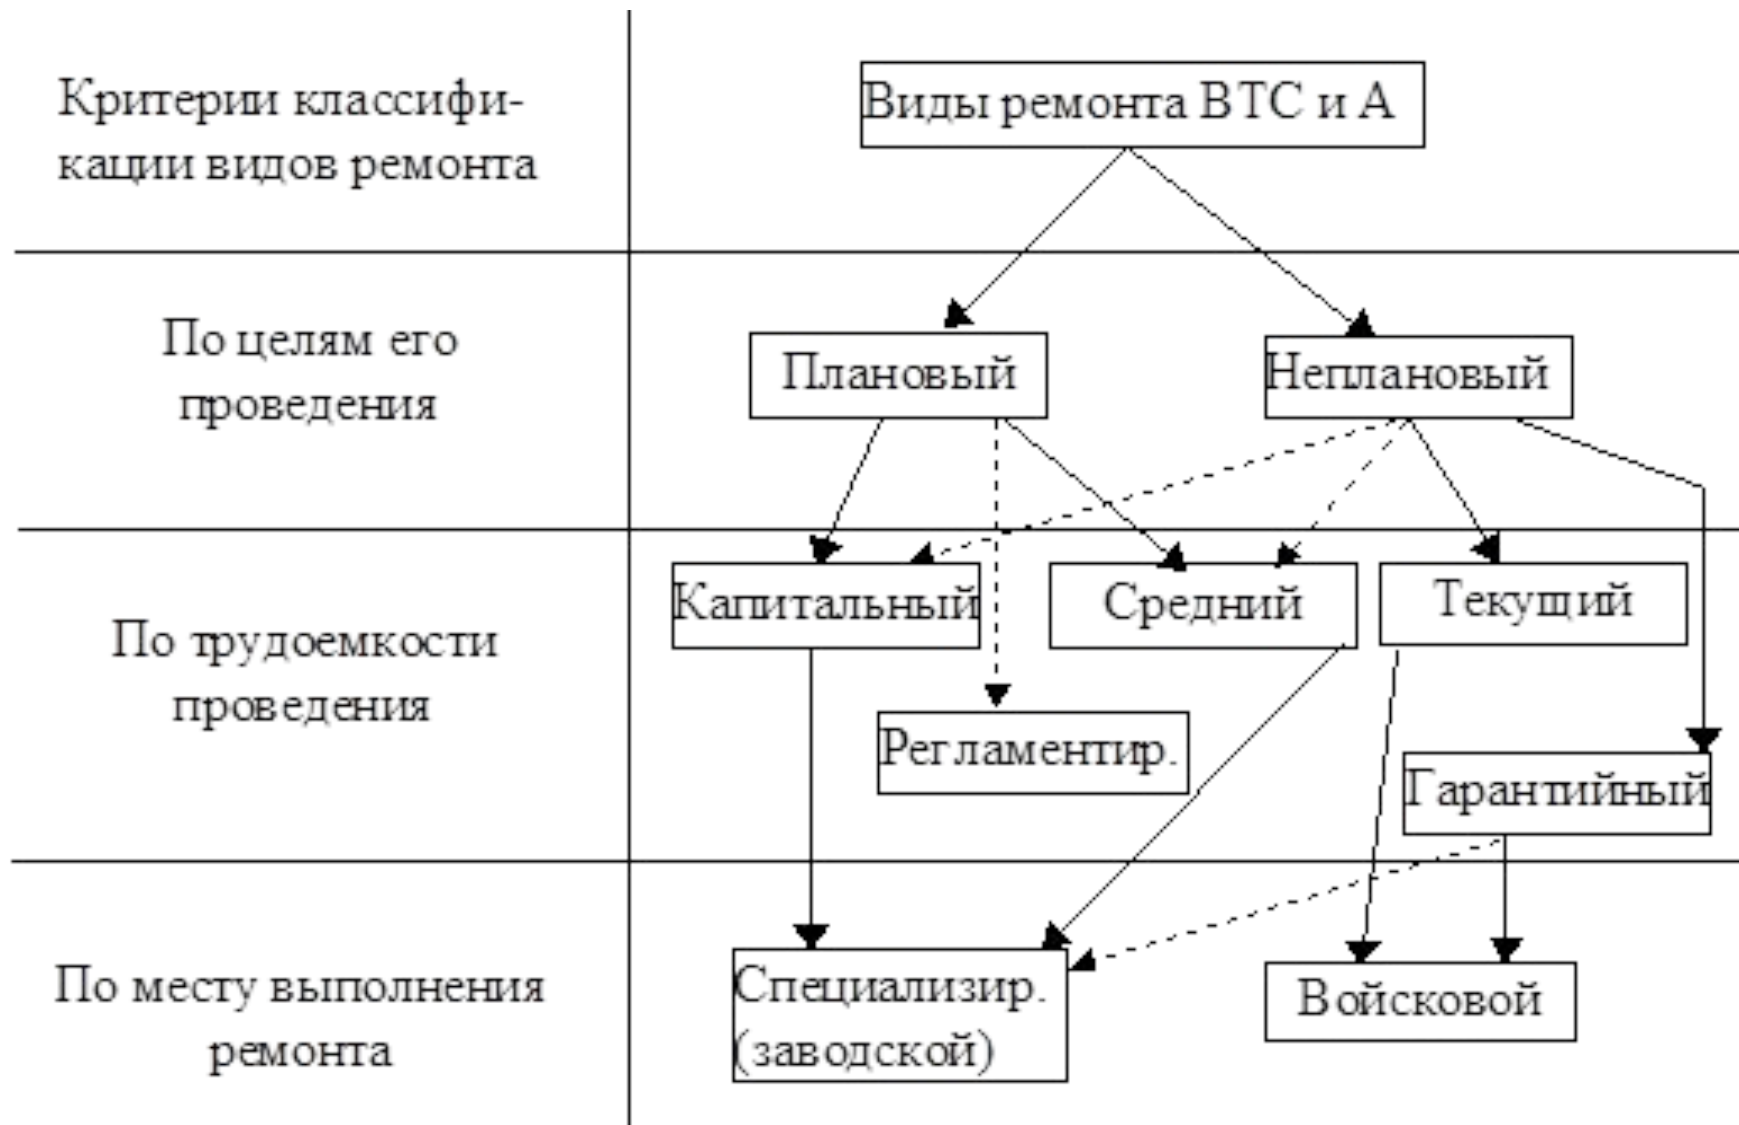 Критерии классифи-
кации видов ремонта
Виды ремонта ВТС и А
По целям его
проведения
Плановый
Неплановый
По трудоемкости
проведения
Капитальный
Средний
Текущий
Регламентир.
Гарантийный
По месту выполнения
ремонта
Специализир.
(заводской)
Войсковой